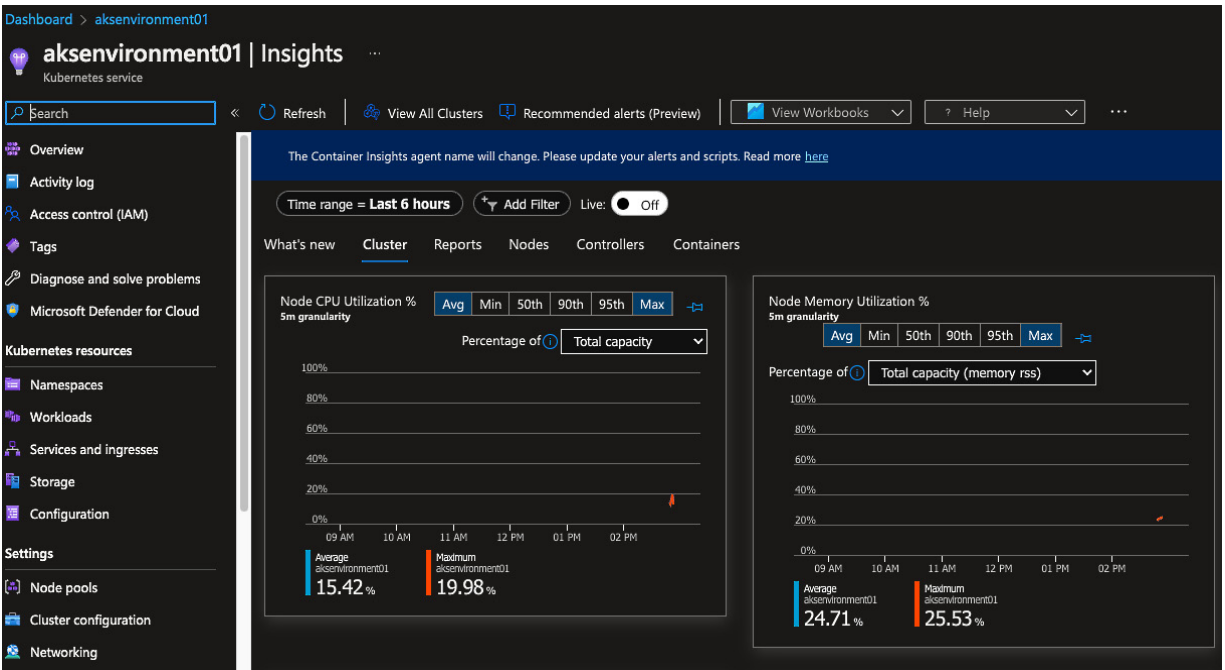 Dashboard > aksenvironment01
aksenvironment01 | Insights ...
Kubernetes service
Search
«
Refresh
View All Clusters
Recommended alerts (Preview)
View Workbooks
? Help
...
Overview
Activity log
Access control (IAM)
Tags
Diagnose and solve problems
Microsoft Defender for Cloud
Kubernetes resources
Namespaces
Workloads
Services and ingresses
Storage
Configuration
Settings
Node pools
Cluster configuration
Networking
The Container Insights agent name will change. Please update your alerts and scripts. Read more here
Time range = Last 6 hours
Add Filter
Live: Off
What's new Cluster Reports Nodes Controllers Containers
Node CPU Utilization %
5m granularity
Avg Min 50th 90th 95th Max
Percentage of Total capacity
100%
80%
60%
40%
20%
0%
09 AM 10 AM 11 AM 12 PM 01 PM 02 PM
Average
aksenvironment01
15.42 %
Maximum
aksenvironment01
19.98 %
Node Memory Utilization %
5m granularity
Avg Min 50th 90th 95th Max
Percentage of Total capacity (memory rss)
100%
80%
60%
40%
20%
0%
09 AM 10 AM 11 AM 12 PM 01 PM 02 PM
Average
aksenvironment01
24.71 %
Maximum
aksenvironment01
25.53 %